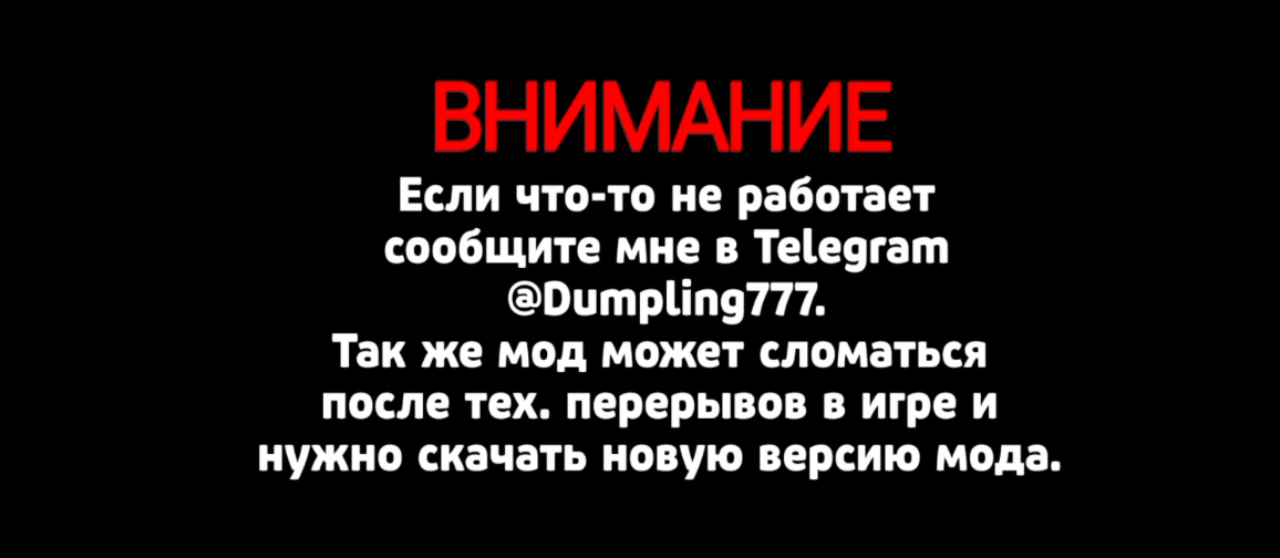 ВНИМАНИЕ
Если что-то не работает
сообщите мне в Telegram
@Dumpling777.
Так же мод может сломаться
после тех. перерывов в игре и
нужно скачать новую версию мода.